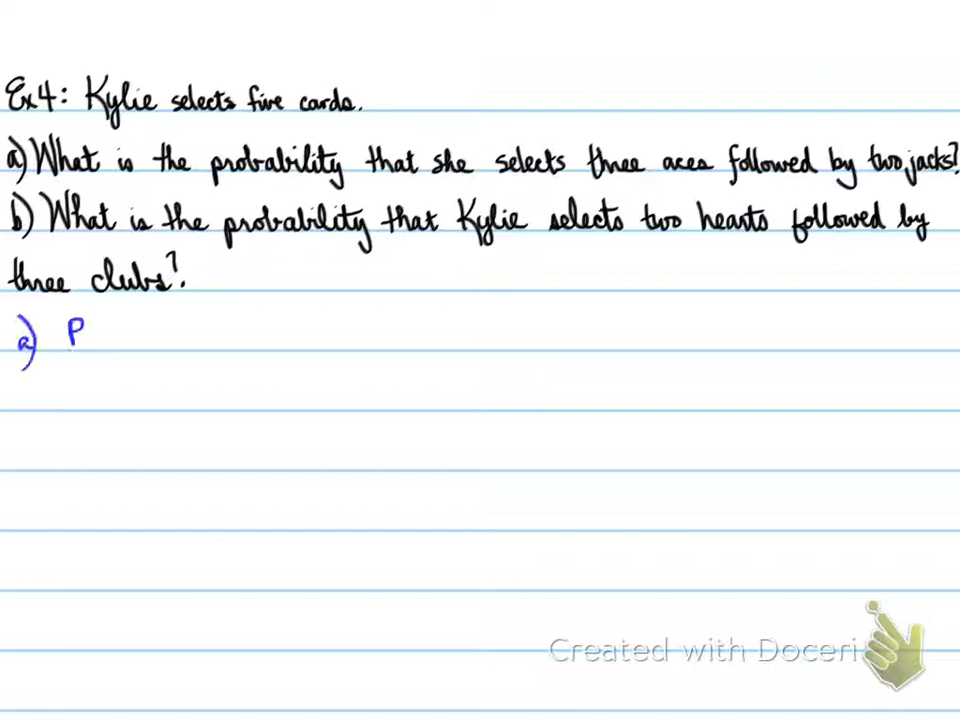 Ex4: Kylie selects five cards.
a) What is the probability that she selects three aces followed by two jacks?
b) What is the probability that Kylie selects two hearts followed by
three clubs?
a) P
Created with Doceri